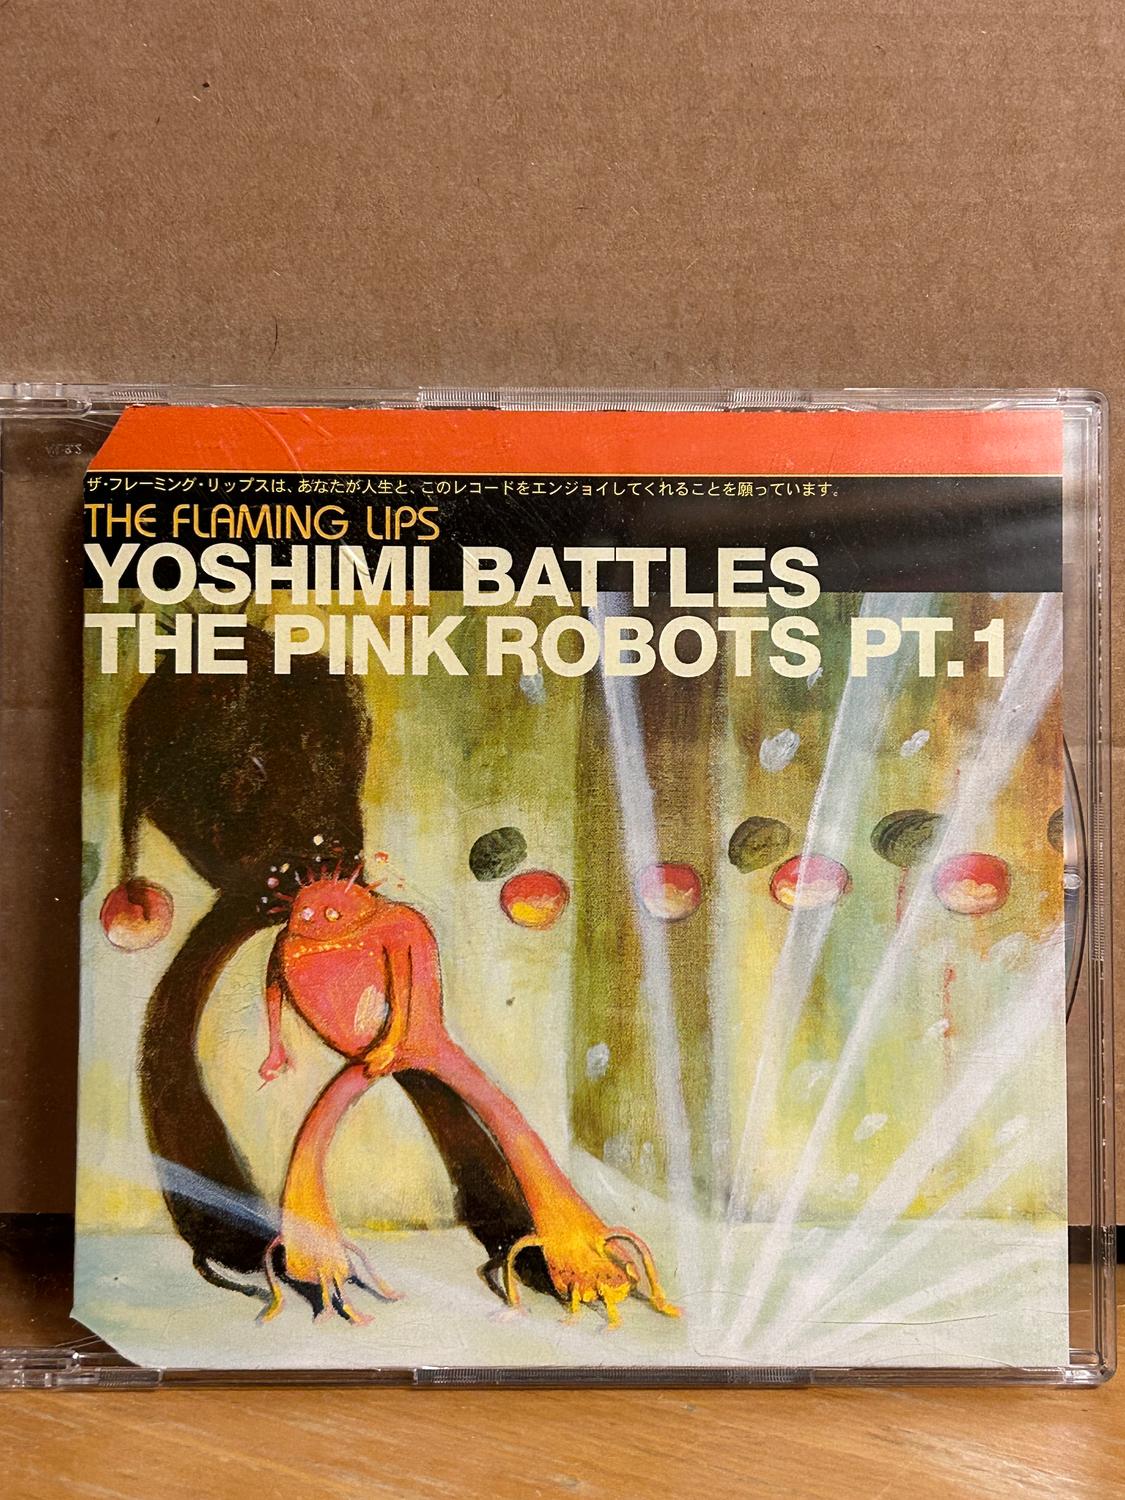 ザ・フレーミング・リップスは、あなたが人生と、このレコードをエンジョイしてくれることを願っています。
THE FLAMING LIPS
YOSHIMI BATTLES
THE PINK ROBOTS PT.1